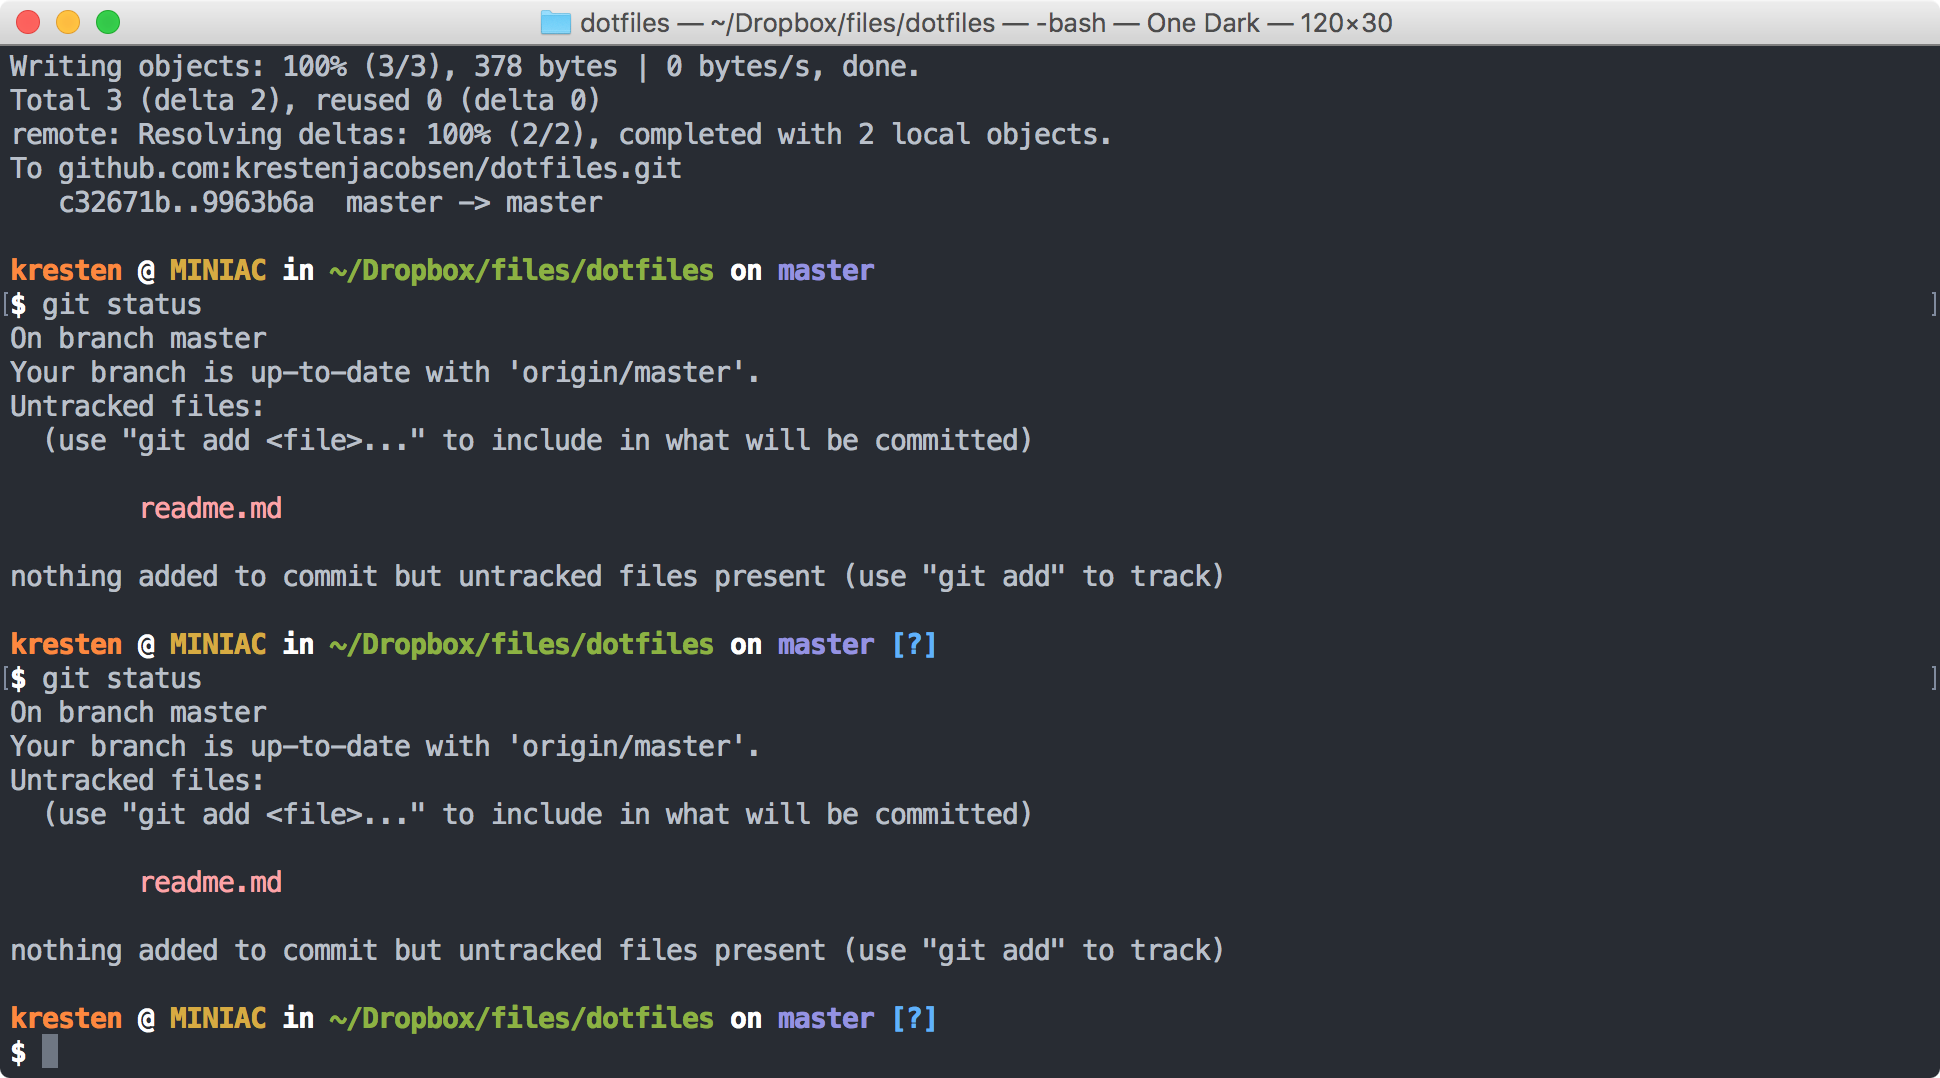 dotfiles — ~/Dropbox/files/dotfiles — -bash — One Dark — 120×30
Writing objects: 100% (3/3), 378 bytes | 0 bytes/s, done.
Total 3 (delta 2), reused 0 (delta 0)
remote: Resolving deltas: 100% (2/2), completed with 2 local objects.
To github.com:krestenjacobsen/dotfiles.git
   c32671b..9963b6a  master -> master
kresten @ MINIAC in ~/Dropbox/files/dotfiles on master
[$ git status ]
On branch master
Your branch is up-to-date with 'origin/master'.
Untracked files:
  (use "git add <file>..." to include in what will be committed)
        readme.md
nothing added to commit but untracked files present (use "git add" to track)
kresten @ MINIAC in ~/Dropbox/files/dotfiles on master [?]
[$ git status ]
On branch master
Your branch is up-to-date with 'origin/master'.
Untracked files:
  (use "git add <file>..." to include in what will be committed)
        readme.md
nothing added to commit but untracked files present (use "git add" to track)
kresten @ MINIAC in ~/Dropbox/files/dotfiles on master [?]
$